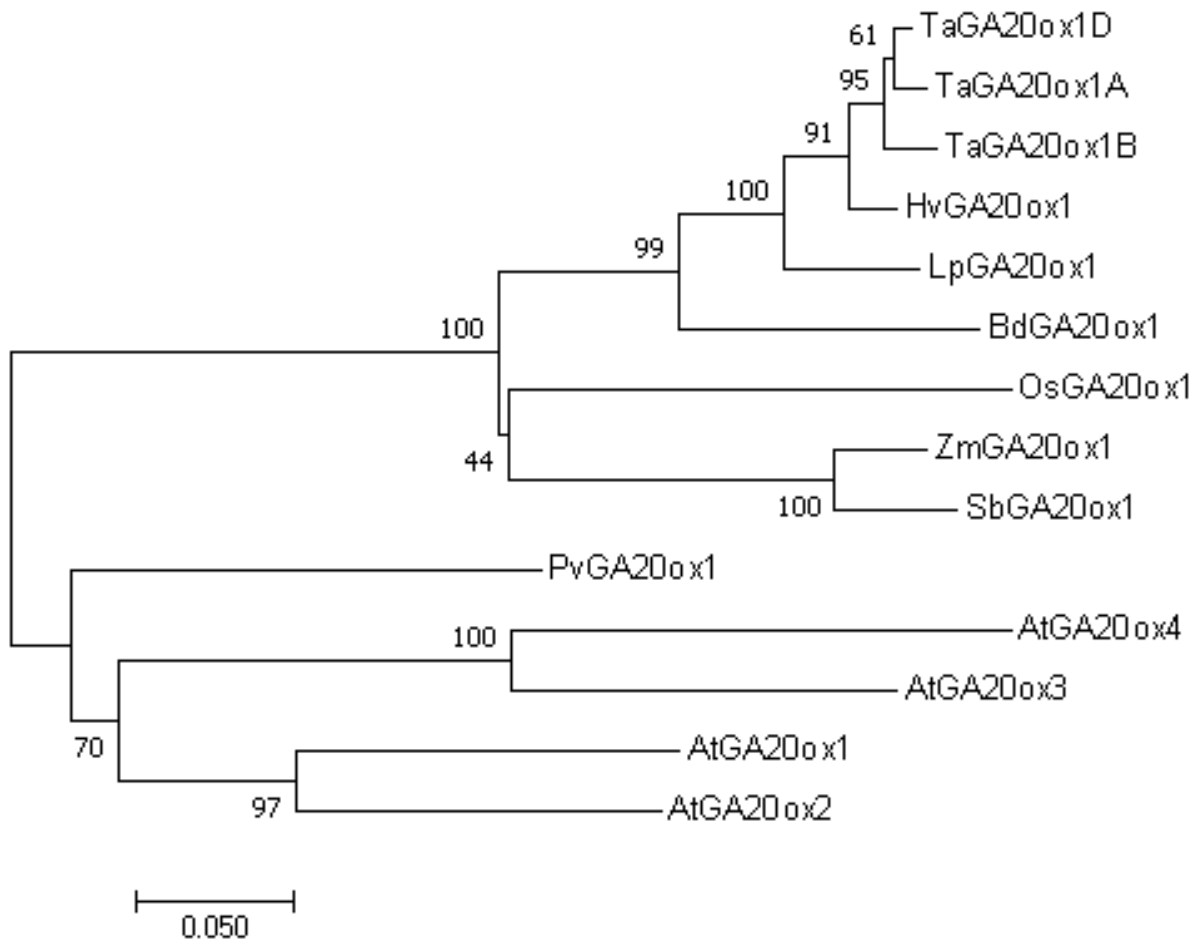 61
TaGA20ox1D
95
TaGA20ox1A
91
TaGA20ox1B
100
HvGA20ox1
99
LpGA20ox1
100
BdGA20ox1
OsGA20ox1
44
ZmGA20ox1
100
SbGA20ox1
PvGA20ox1
100
AtGA20ox4
AtGA20ox3
70
AtGA20ox1
97
AtGA20ox2
0.050